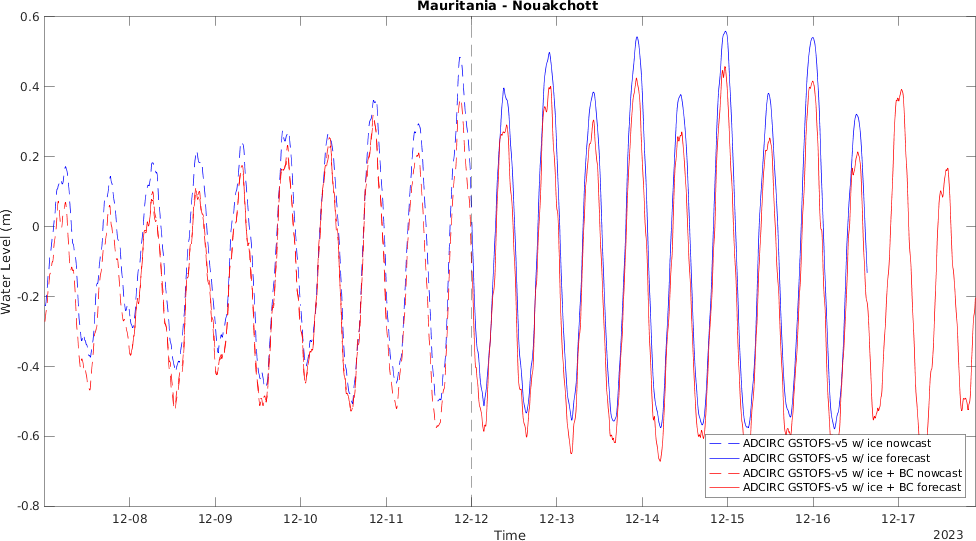 Mauritania - Nouakchott
0.6
0.4
0.2
0
-0.2
-0.4
-0.6
-0.8
Water Level (m)
ADCIRC GSTOFS-v5 w/ ice nowcast
ADCIRC GSTOFS-v5 w/ ice forecast
ADCIRC GSTOFS-v5 w/ ice + BC nowcast
ADCIRC GSTOFS-v5 w/ ice + BC forecast
12-08 12-09 12-10 12-11 12-12 12-13 12-14 12-15 12-16 12-17
Time
2023